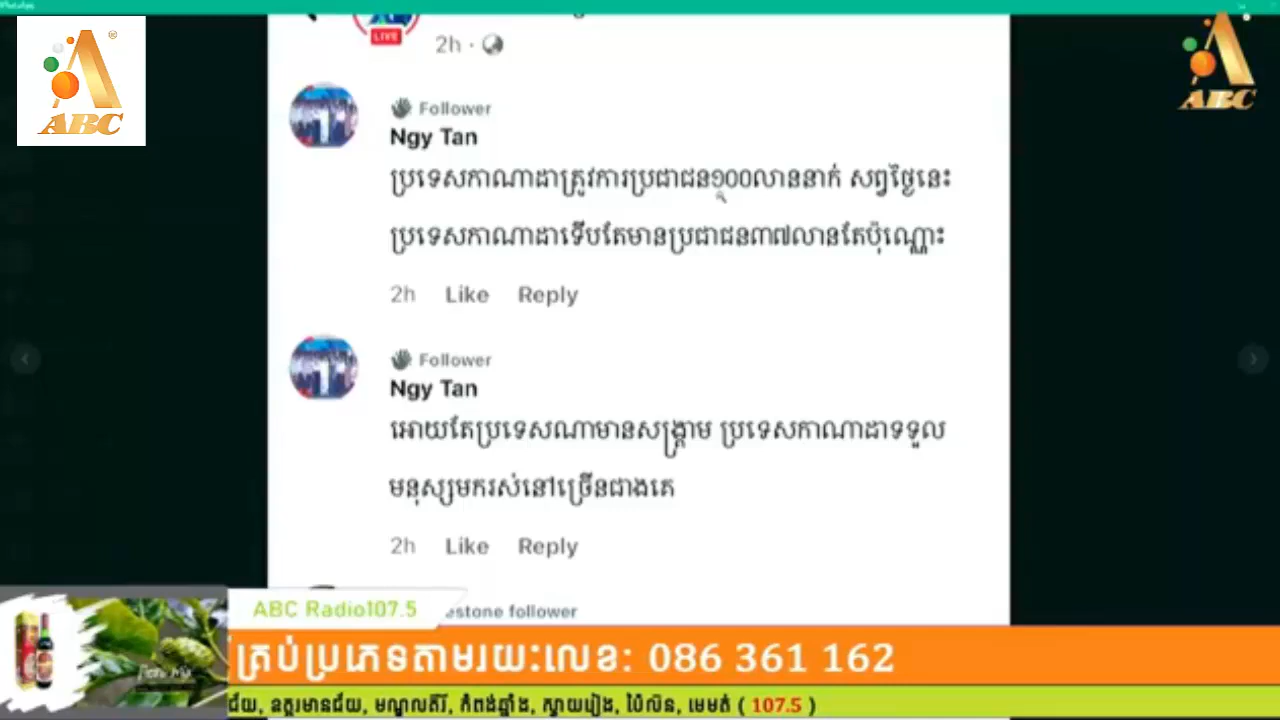 ABC
ABC
LIVE
2h
Follower
Ngy Tan
ប្រទេសកាណាដាត្រូវការប្រជាជន១០០លាននាក់ សព្វថ្ងៃនេះ
ប្រទេសកាណាដាទើបតែមានប្រជាជន៣៧លានតែប៉ុណ្ណោះ
2h Like Reply
Follower
Ngy Tan
អោយតែប្រទេសណាមានសង្គ្រាម ប្រទេសកាណាដាទទួល
មនុស្សមករស់នៅច្រើនជាងគេ
2h Like Reply
estone follower
ABC Radio107.5
គ្រប់ប្រភេទតាមរយៈលេខ: 086 361 162
ជ័យ, ឧត្តរមានជ័យ, មណ្ឌលគីរី, កំពង់ឆ្នាំង, ស្វាយរៀង, ប៉ៃលិន, មេមត់ ( 107.5 )